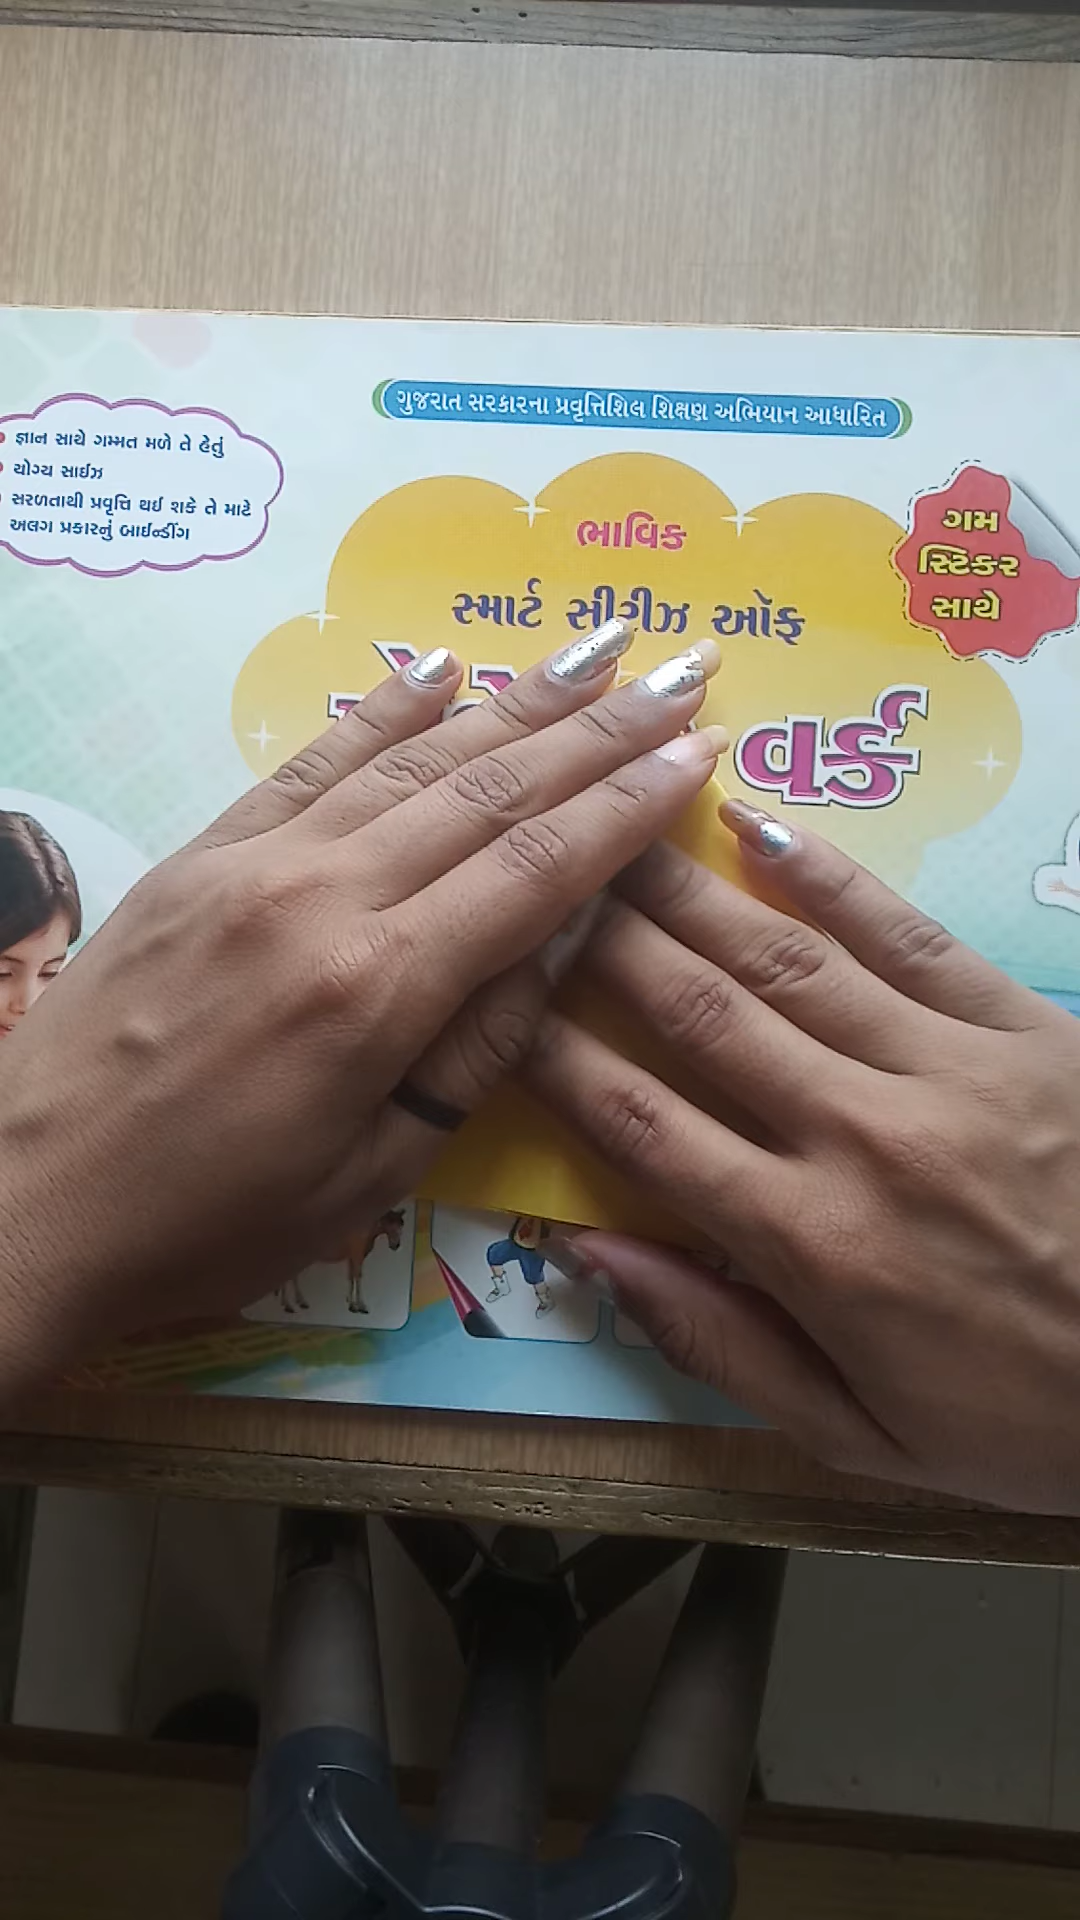 ગુજરાત સરકારના પ્રવૃત્તિશિલ શિક્ષણ અભિયાન આધારિત
જ્ઞાન સાથે ગમ્મત મળે તે હેતું
યોગ્ય સાઈઝ
સરળતાથી પ્રવૃત્તિ થઈ શકે તે માટે
અલગ પ્રકારનું બાઈન્ડીંગ
ભાવિક
સ્માર્ટ સીરીઝ ઑફ
વર્ક
ગમ
સ્ટિકર
સાથે